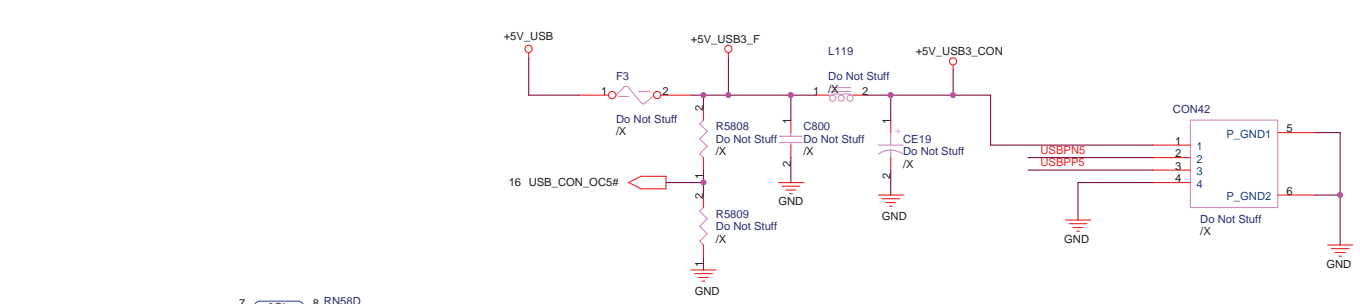 +5V_USB
+5V_USB3_F
L119
+5V_USB3_CON
F3
Do Not Stuff
/X
1
2
1
2
Do Not Stuff
/X
2
R5808
Do Not Stuff
/X
1
1
C800
Do Not Stuff
/X
2
1
+
CE19
Do Not Stuff
/X
2
CON42
P_GND1
5
1
1
USBPN5
2
2
USBPP5
3
3
4
4
P_GND2
6
Do Not Stuff
/X
16 USB_CON_OC5#
GND
GND
GND
GND
2
R5809
Do Not Stuff
/X
1
GND
7
8
RN58D